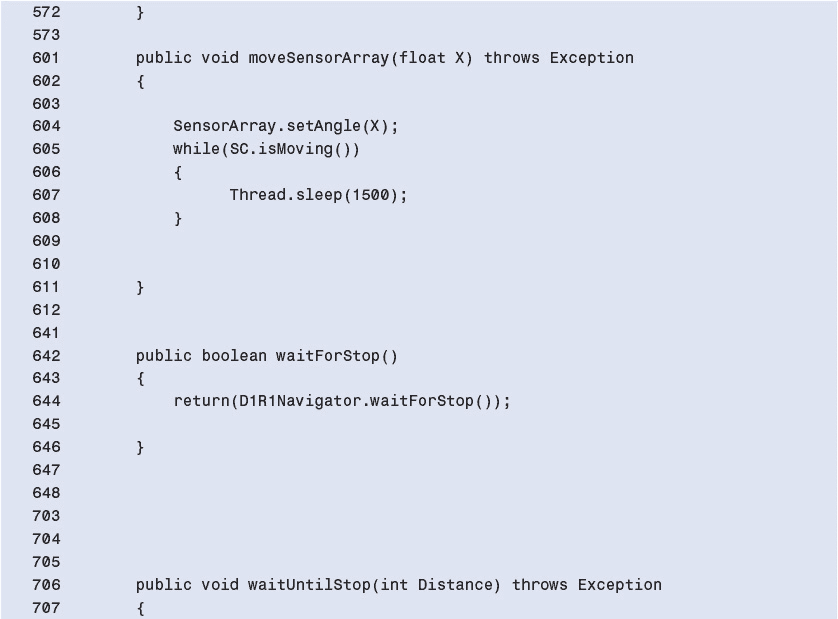 572        }
573
601        public void moveSensorArray(float X) throws Exception
602        {
603
604            SensorArray.setAngle(X);
605            while(SC.isMoving())
606            {
607                  Thread.sleep(1500);
608            }
609
610
611        }
612
641
642        public boolean waitForStop()
643        {
644            return(D1R1Navigator.waitForStop());
645
646        }
647
648
703
704
705
706        public void waitUntilStop(int Distance) throws Exception
707        {